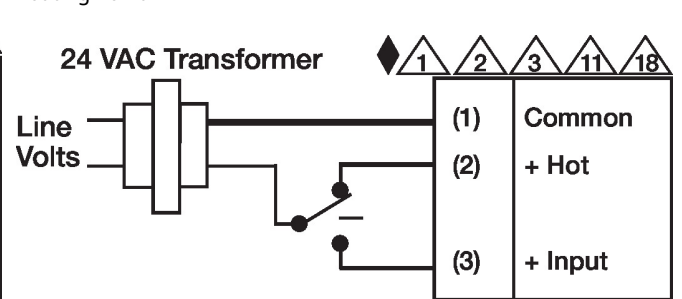 24 VAC Transformer
1 2 3 11 18
Line
Volts
(1) Common
(2) + Hot
(3) + Input